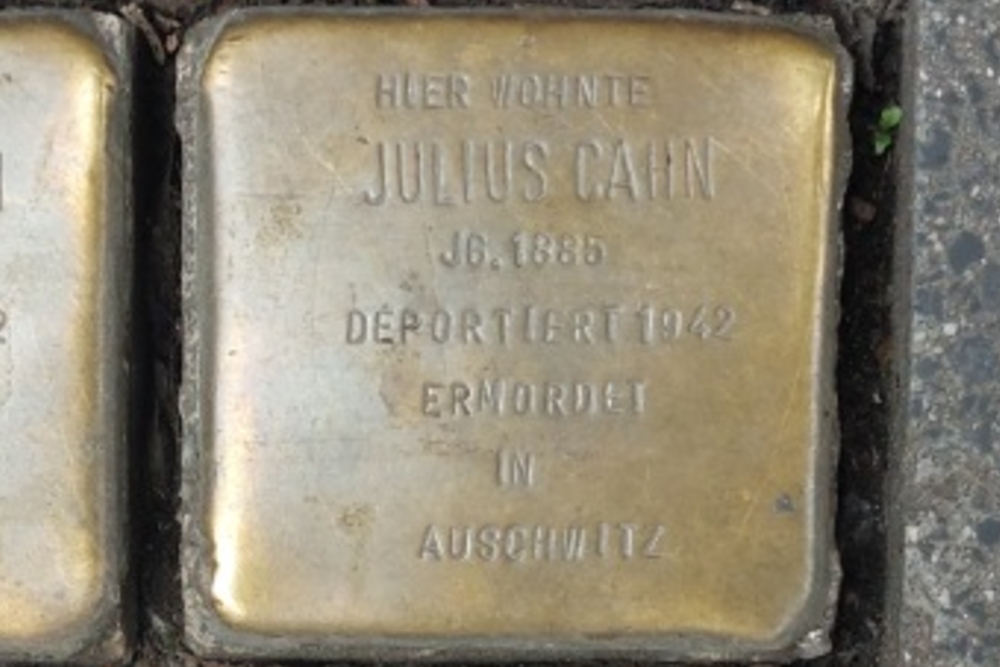 HIER WOHNTE
JULIUS CAHN
JG. 1885
DEPORTIERT 1942
ERMORDET
IN
AUSCHWITZ